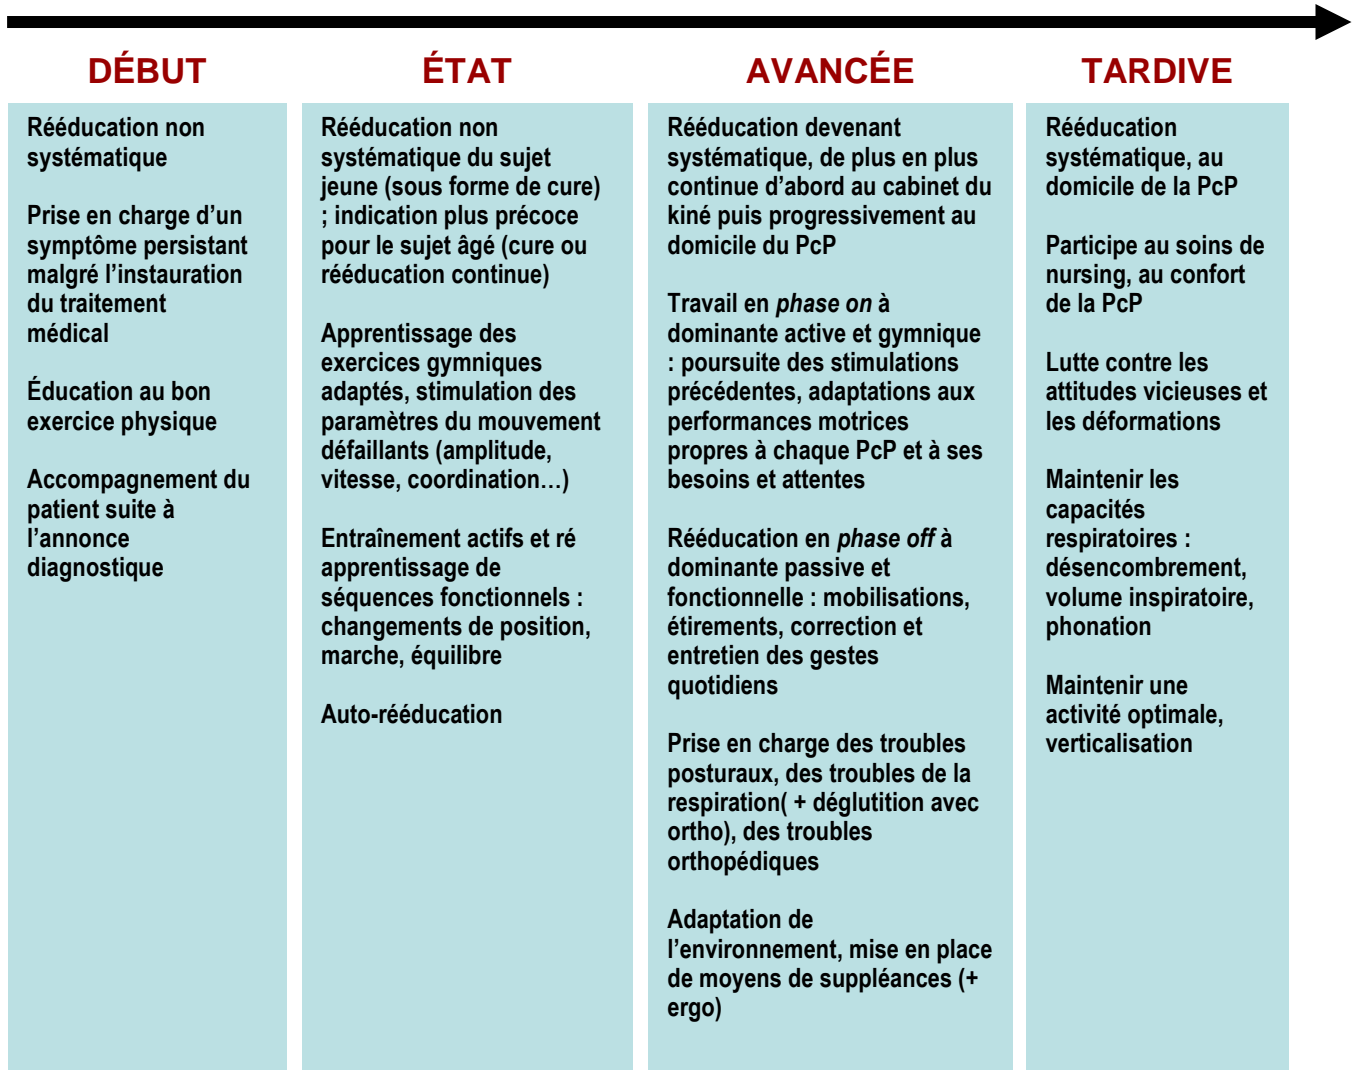 DÉBUT
Rééducation non
systématique
Prise en charge d'un
symptôme persistant
malgré l'instauration
du traitement
médical
Éducation au bon
exercice physique
Accompagnement du
patient suite à
l'annonce
diagnostique
ÉTAT
Rééducation non
systématique du sujet
jeune (sous forme de cure)
; indication plus précoce
pour le sujet âgé (cure ou
rééducation continue)
Apprentissage des
exercices gymniques
adaptés, stimulation des
paramètres du mouvement
défaillants (amplitude,
vitesse, coordination…)
Entraînement actifs et ré
apprentissage de
séquences fonctionnels :
changements de position,
marche, équilibre
Auto-rééducation
AVANCÉE
Rééducation devenant
systématique, de plus en plus
continue d'abord au cabinet du
kiné puis progressivement au
domicile du PcP
Travail en phase on à
dominante active et gymnique
: poursuite des stimulations
précédentes, adaptations aux
performances motrices
propres à chaque PcP et à ses
besoins et attentes
Rééducation en phase off à
dominante passive et
fonctionnelle : mobilisations,
étirements, correction et
entretien des gestes
quotidiens
Prise en charge des troubles
posturaux, des troubles de la
respiration( + déglutition avec
ortho), des troubles
orthopédiques
Adaptation de
l'environnement, mise en place
de moyens de suppléances (+
ergo)
TARDIVE
Rééducation
systématique, au
domicile de la PcP
Participe au soins de
nursing, au confort
de la PcP
Lutte contre les
attitudes vicieuses et
les déformations
Maintenir les
capacités
respiratoires :
désencombrement,
volume inspiratoire,
phonation
Maintenir une
activité optimale,
verticalisation